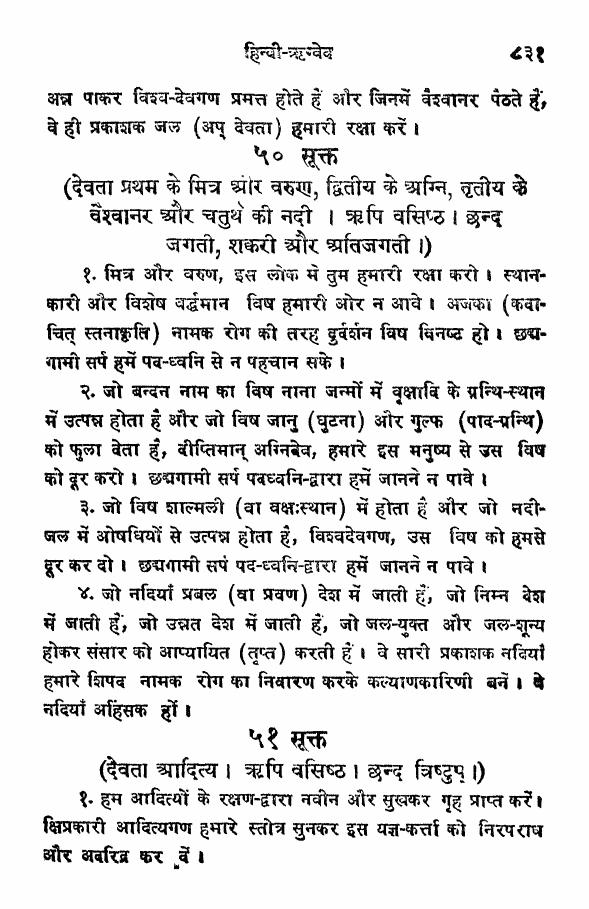 हिन्दी-ऋग्वेद ८३१
अन्न पाकर विश्व-देवगण प्रमत्त होते हैं और जिनमें वैश्वानर पैठते हैं,
वे ही प्रकाशक जल (अप् देवता) हमारी रक्षा करें ।
५० सूक्त
(देवता प्रथम के मित्र और वरुण, द्वितीय के अग्नि, तृतीय के
वैश्वानर और चतुर्थ की नदी । ऋषि वसिष्ठ । छन्द
जगती, शक्करी और अतिजगती ।)
१. मित्र और वरुण, इस लोक में तुम हमारी रक्षा करो । स्थान-
कारी और विशेष वर्द्धमान विष हमारी ओर न आवे । अजका (कदा-
चित् स्तनाकृति) नामक रोग की तरह दुर्दर्शन विष विनष्ट हो । छद्म-
गामी सर्प हमें पद-ध्वनि से न पहचान सके ।
२. जो बन्दन नाम का विष नाना जन्मों में वृक्षादि के ग्रन्थि-स्थान
में उत्पन्न होता है और जो विष जानु (घुटना) और गुल्फ (पाद-ग्रन्थि)
को फुला देता है, दीप्तिमान् अग्निदेव, हमारे इस मनुष्य से उस विष
को दूर करो । छद्मगामी सर्प पदध्वनि-द्वारा हमें जानने न पावे ।
३. जो विष शाल्मली (वा वक्षःस्थान) में होता है और जो नदी-
जल में ओषधियों से उत्पन्न होता है, विश्वदेवगण, उस विष को हमसे
दूर कर दो । छद्मगामी सर्प पद-ध्वनि-द्वारा हमें जानने न पावे ।
४. जो नदियाँ प्रबल (वा प्रवण) देश में जाती हैं, जो निम्न देश
में जाती हैं, जो उन्नत देश में जाती हैं, जो जल-युक्त और जल-शून्य
होकर संसार को आप्यायित (तृप्त) करती हैं । वे सारी प्रकाशक नदियाँ
हमारे शिपद नामक रोग का निवारण करके कल्याणकारिणी बनें । वे
नदियाँ अहिंसक हों ।
५१ सूक्त
(देवता आदित्य । ऋषि वसिष्ठ । छन्द त्रिष्टुप् ।)
१. हम आदित्यों के रक्षण-द्वारा नवीन और सुखकर गृह प्राप्त करें ।
क्षिप्रकारी आदित्यगण हमारे स्तोत्र सुनकर इस यज्ञ-कर्त्ता को निरपराध
और अदरिद्र कर दें ।